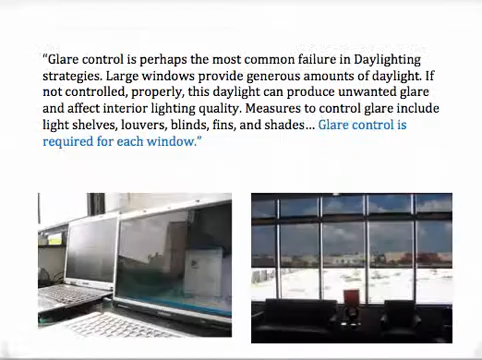 “Glare control is perhaps the most common failure in Daylighting
strategies. Large windows provide generous amounts of daylight. If
not controlled, properly, this daylight can produce unwanted glare
and affect interior lighting quality. Measures to control glare include
light shelves, louvers, blinds, fins, and shades... Glare control is
required for each window.”